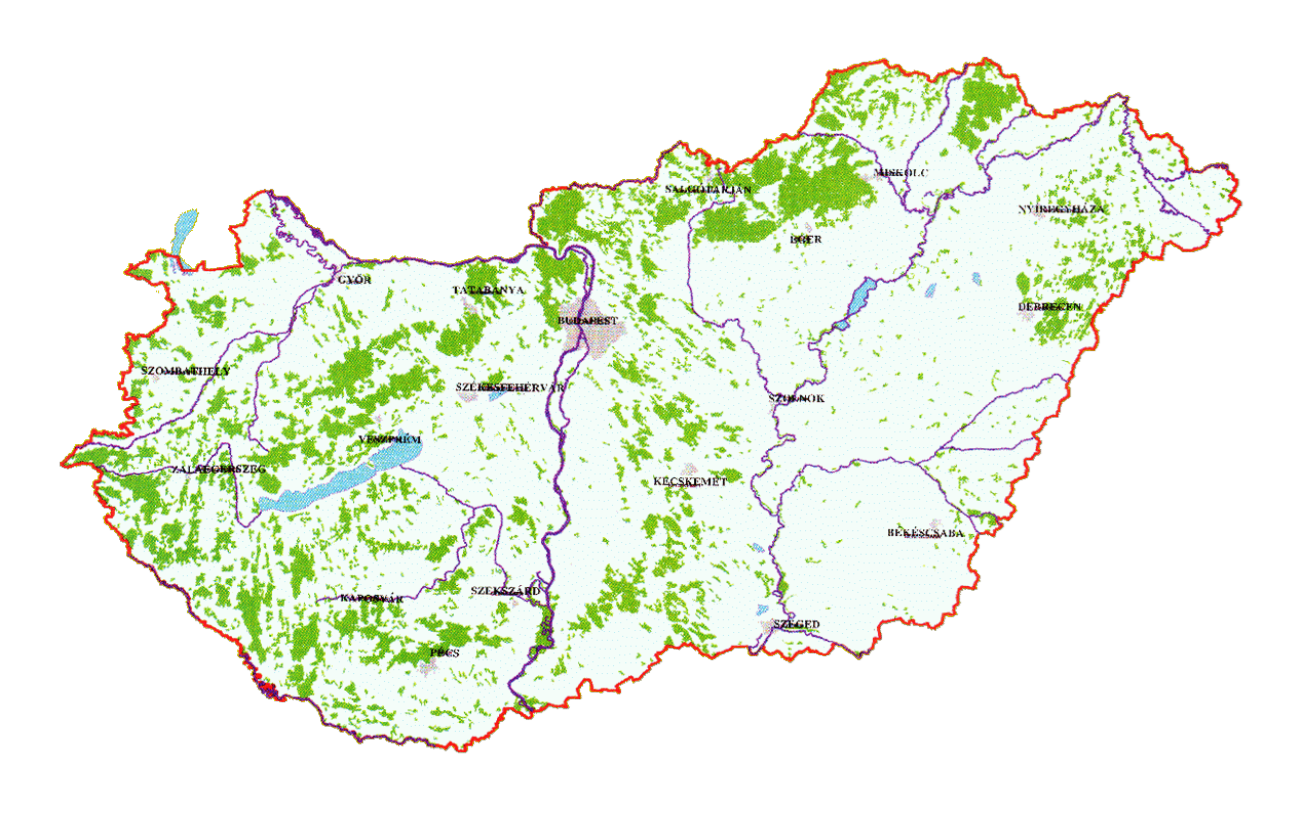 MISKOLC
SALGÓTARJÁN
NYÍREGYHÁZA
EGER
GYŐR
TATABÁNYA
DEBRECEN
BUDAPEST
SZOMBATHELY
SZÉKESFEHÉRVÁR
SZOLNOK
VESZPRÉM
ZALAEGERSZEG
KECSKEMÉT
BÉKÉSCSABA
SZEKSZÁRD
KAPOSVÁR
SZEGED
PÉCS